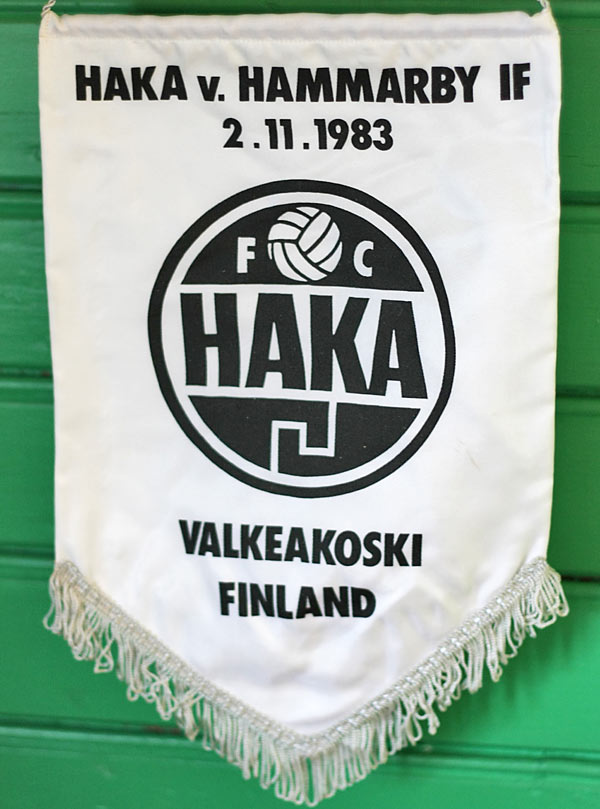 HAKA v. HAMMARBY IF
2.11.1983
F C
HAKA
VALKEAKOSKI
FINLAND